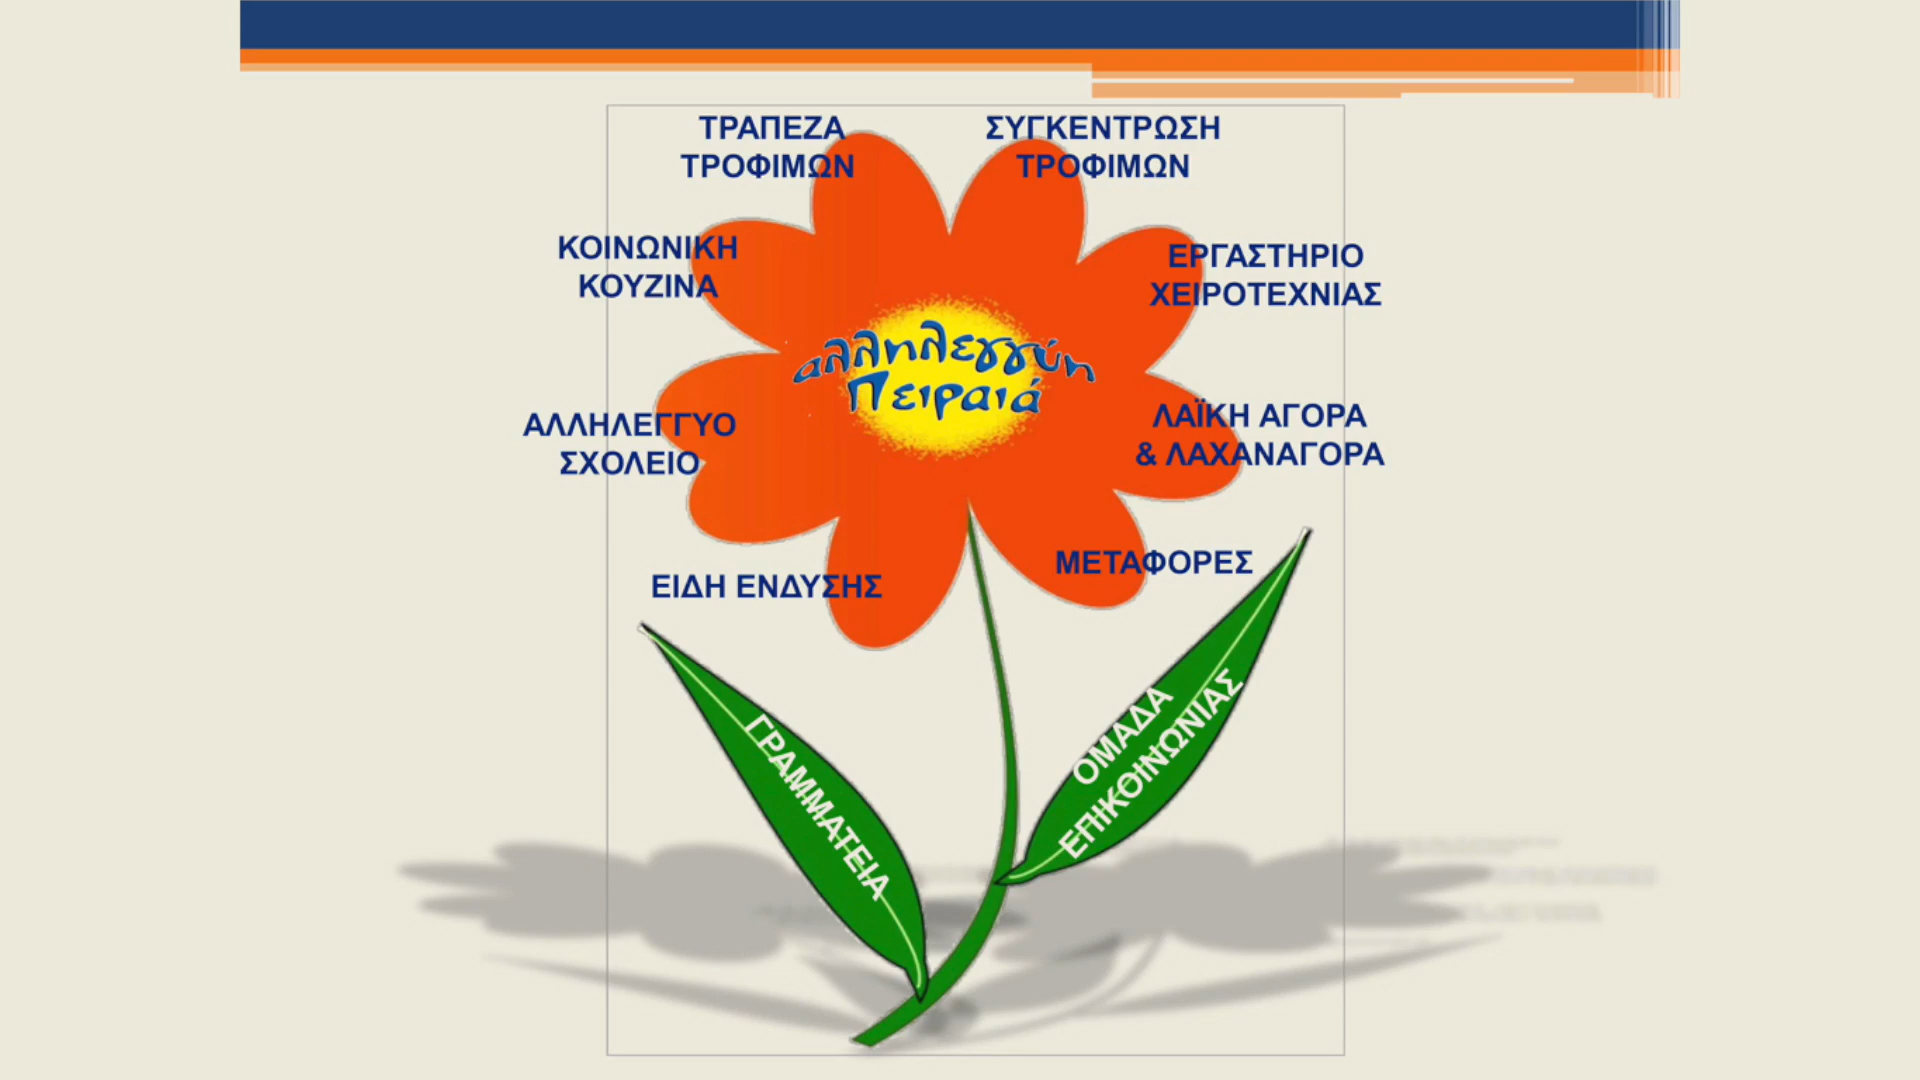 ΤΡΑΠΕΖΑ
ΤΡΟΦΙΜΩΝ
ΣΥΓΚΕΝΤΡΩΣΗ
ΤΡΟΦΙΜΩΝ
ΚΟΙΝΩΝΙΚΗ
ΚΟΥΖΙΝΑ
ΕΡΓΑΣΤΗΡΙΟ
ΧΕΙΡΟΤΕΧΝΙΑΣ
αλληλεγγύη
Πειραιά
ΑΛΛΗΛΕΓΓΥΟ
ΣΧΟΛΕΙΟ
ΛΑΪΚΗ ΑΓΟΡΑ
& ΛΑΧΑΝΑΓΟΡΑ
ΕΙΔΗ ΕΝΔΥΣΗΣ
ΜΕΤΑΦΟΡΕΣ
ΓΡΑΜΜΑΤΕΙΑ
ΟΜΑΔΑ
ΕΠΙΚΟΙΝΩΝΙΑΣ